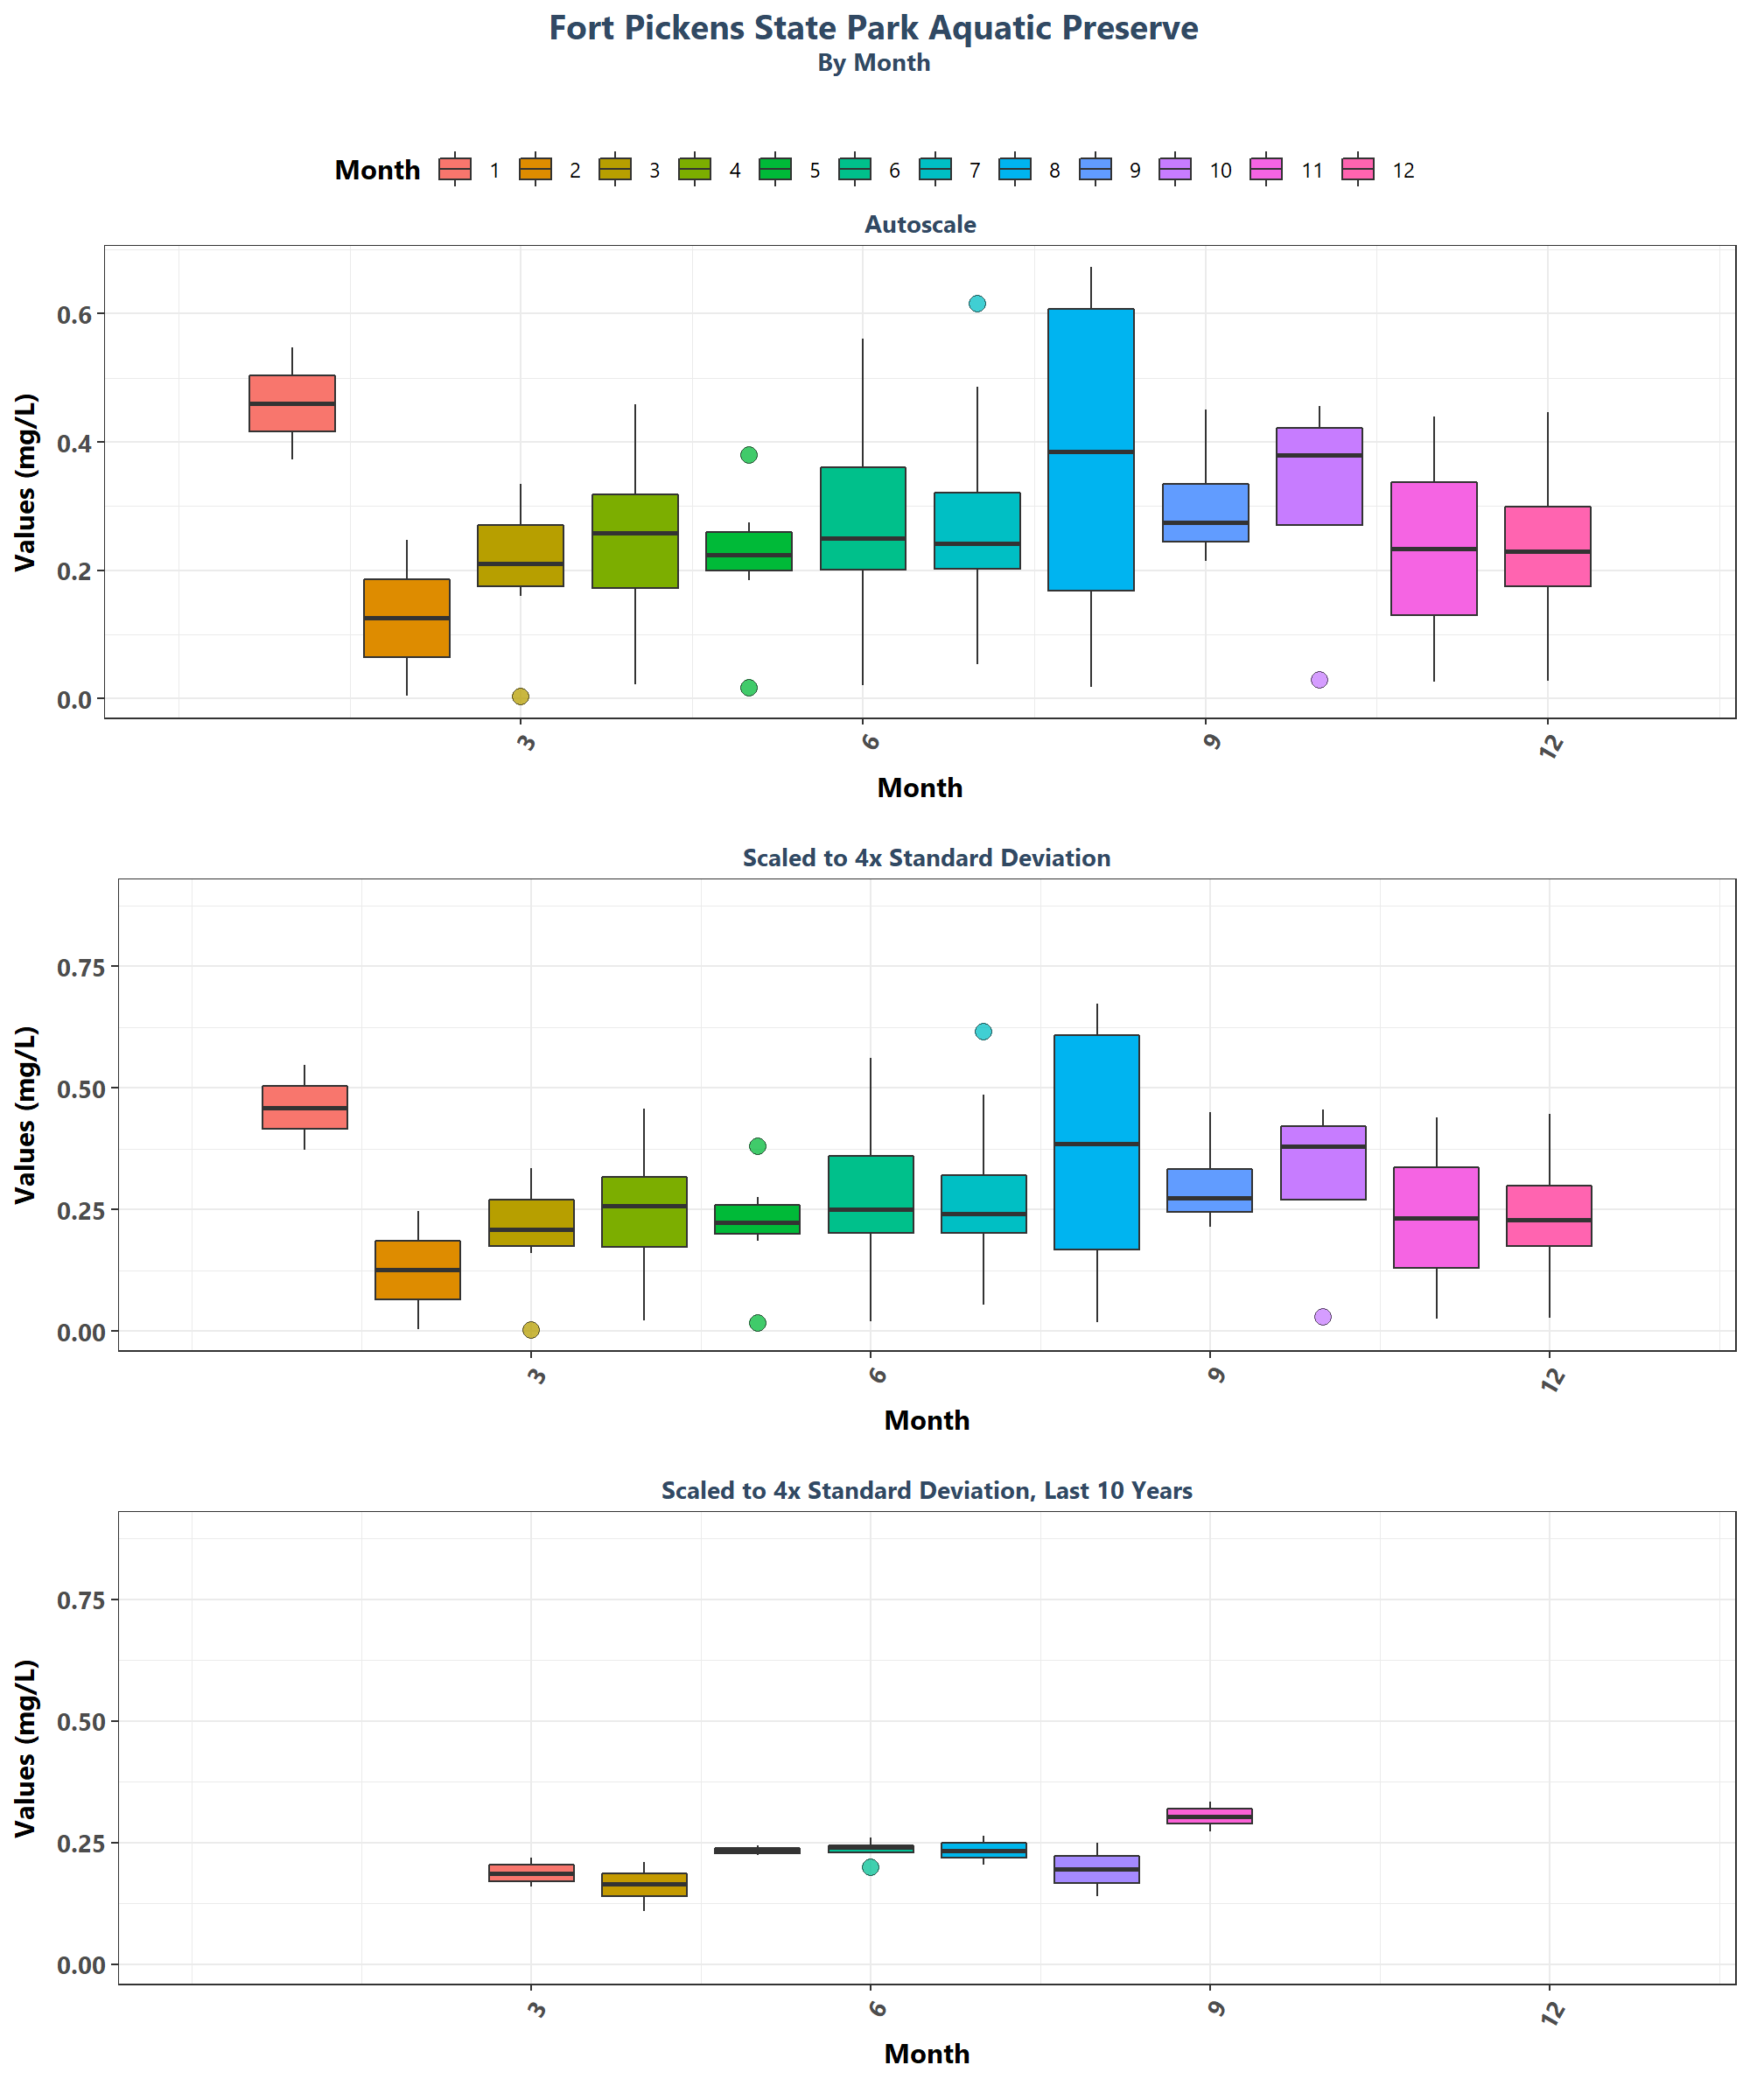 Fort Pickens State Park Aquatic Preserve
By Month
Month 1 2 3 4 5 6 7 8 9 10 11 12
Autoscale
Values (mg/L)
0.6
0.4
0.2
0.0
3 6 9 12
Month
Scaled to 4x Standard Deviation
Values (mg/L)
0.75
0.50
0.25
0.00
3 6 9 12
Month
Scaled to 4x Standard Deviation, Last 10 Years
Values (mg/L)
0.75
0.50
0.25
0.00
3 6 9 12
Month